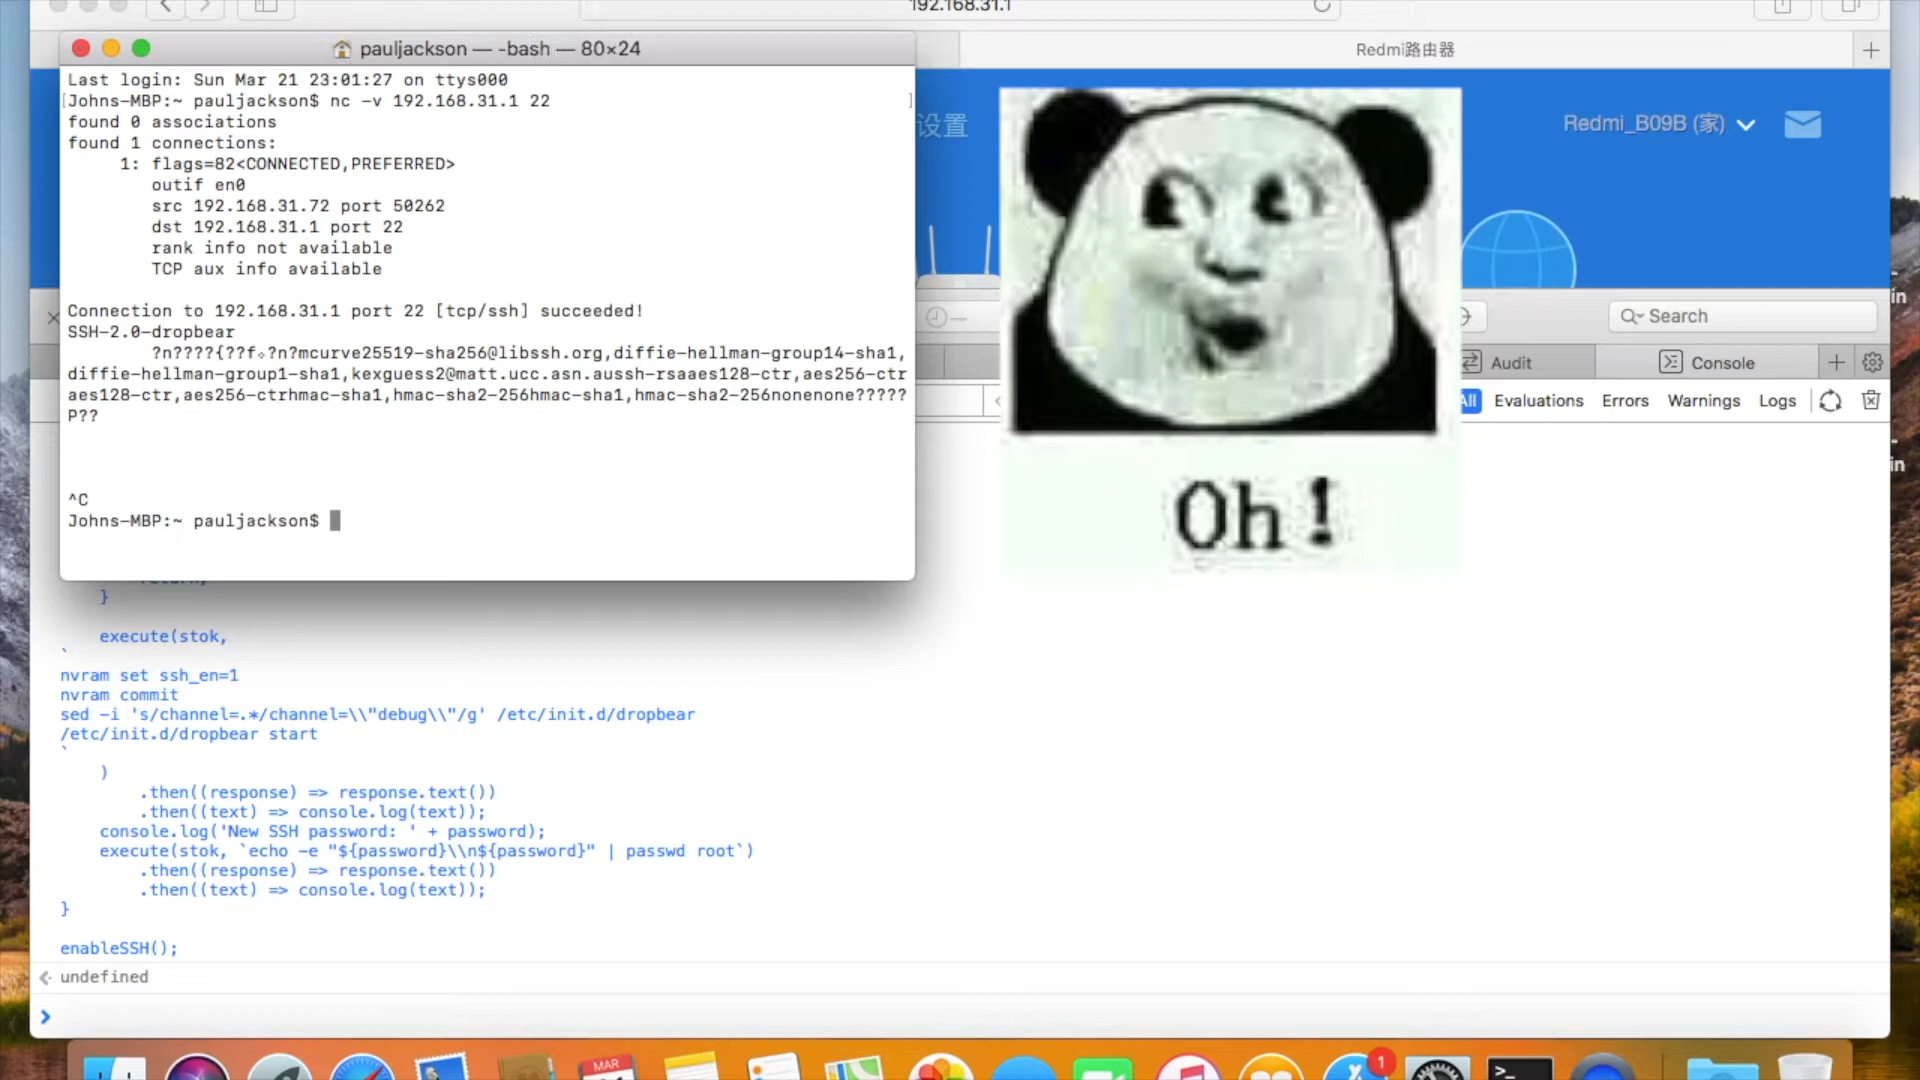 192.168.31.1
pauljackson — -bash — 80×24
Redmi路由器
Last login: Sun Mar 21 23:01:27 on ttys000
[Johns-MBP:~ pauljackson$ nc -v 192.168.31.1 22 ]
found 0 associations
found 1 connections:
1: flags=82<CONNECTED,PREFERRED>
outif en0
src 192.168.31.72 port 50262
dst 192.168.31.1 port 22
rank info not available
TCP aux info available
Connection to 192.168.31.1 port 22 [tcp/ssh] succeeded!
SSH-2.0-dropbear
?n????{??f⬦?n?mcurve25519-sha256@libssh.org,diffie-hellman-group14-sha1,
diffie-hellman-group1-sha1,kexguess2@matt.ucc.asn.aussh-rsaaes128-ctr,aes256-ctr
aes128-ctr,aes256-ctrhmac-sha1,hmac-sha2-256hmac-sha1,hmac-sha2-256nonenone?????
P??
^C
Johns-MBP:~ pauljackson$
设置
Redmi_B09B (家)
Oh!
in
in
Search
Audit
Console
All
Evaluations
Errors
Warnings
Logs
}
execute(stok,
`
nvram set ssh_en=1
nvram commit
sed -i 's/channel=.*/channel=\\"debug\\"/g' /etc/init.d/dropbear
/etc/init.d/dropbear start
`
)
.then((response) => response.text())
.then((text) => console.log(text));
console.log('New SSH password: ' + password);
execute(stok, `echo -e "${password}\\n${password}" | passwd root`)
.then((response) => response.text())
.then((text) => console.log(text));
}
enableSSH();
undefined
MAR
1